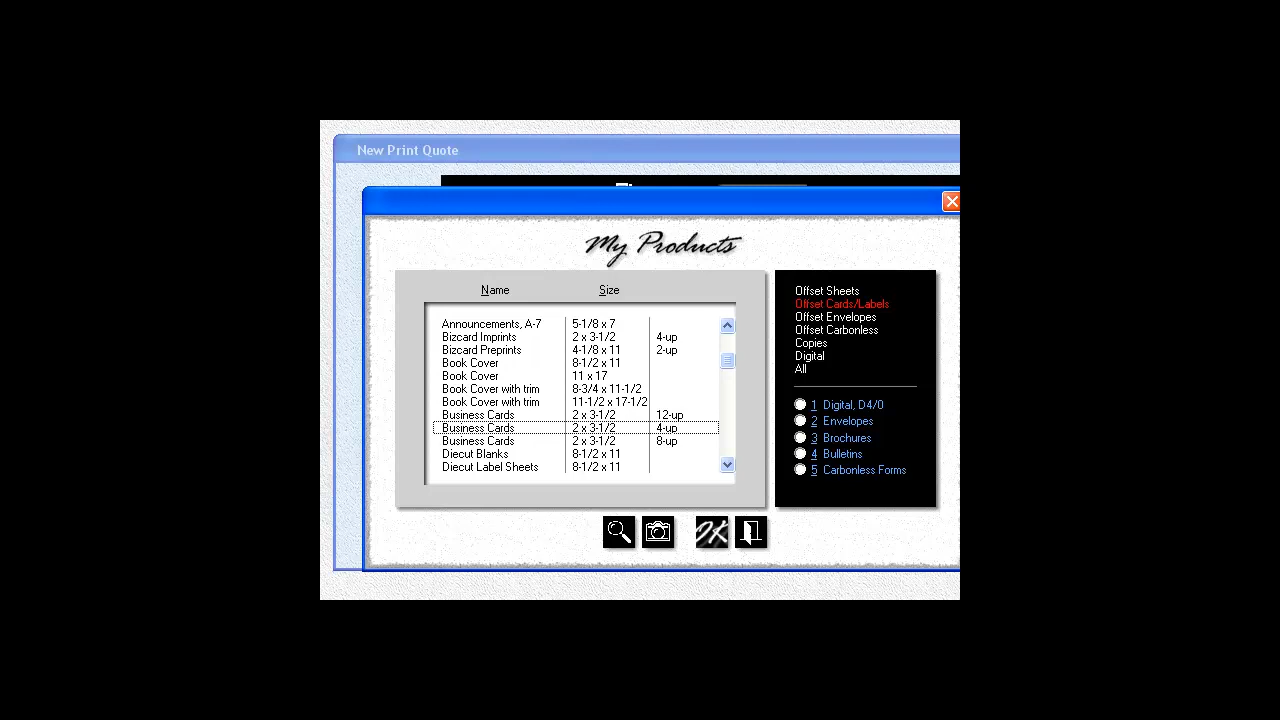 New Print Quote
My Products
Name Size
Announcements, A-7 5-1/8 x 7
Bizcard Imprints 2 x 3-1/2 4-up
Bizcard Preprints 4-1/8 x 11 2-up
Book Cover 8-1/2 x 11
Book Cover 11 x 17
Book Cover with trim 8-3/4 x 11-1/2
Book Cover with trim 11-1/2 x 17-1/2
Business Cards 2 x 3-1/2 12-up
Business Cards 2 x 3-1/2 4-up
Business Cards 2 x 3-1/2 8-up
Diecut Blanks 8-1/2 x 11
Diecut Label Sheets 8-1/2 x 11
Offset Sheets
Offset Cards/Labels
Offset Envelopes
Offset Carbonless
Copies
Digital
All
1 Digital, D4/0
2 Envelopes
3 Brochures
4 Bulletins
5 Carbonless Forms
OK